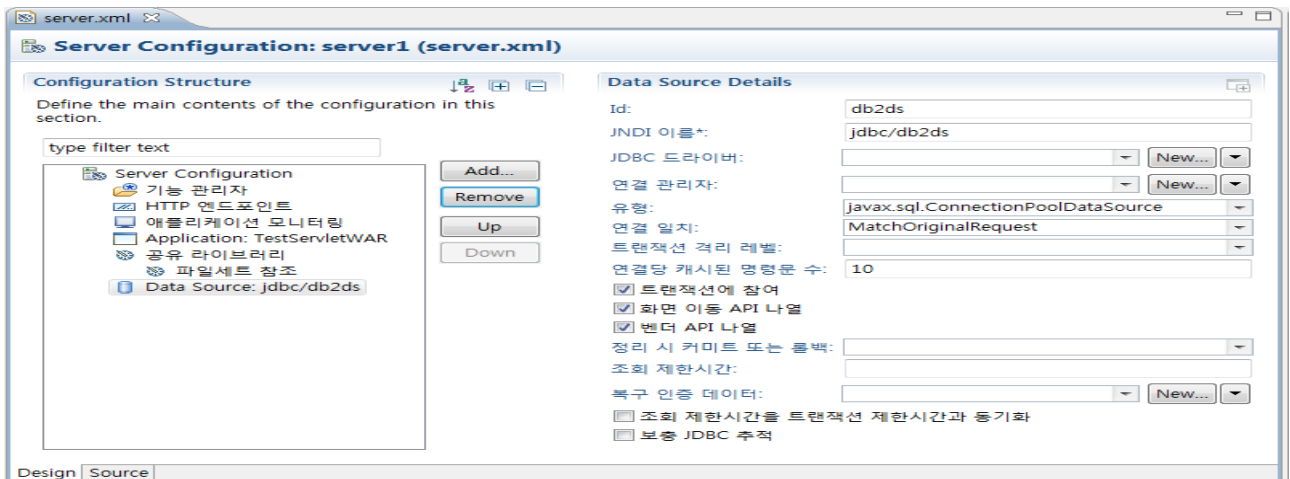 server.xml
Server Configuration: server1 (server.xml)
Configuration Structure
Define the main contents of the configuration in this
section.
type filter text
Server Configuration
기능 관리자
HTTP 엔드포인트
애플리케이션 모니터링
Application: TestServletWAR
공유 라이브러리
파일세트 참조
Data Source: jdbc/db2ds
Add...
Remove
Up
Down
Data Source Details
Id: db2ds
JNDI 이름*: jdbc/db2ds
JDBC 드라이버: New...
연결 관리자: New...
유형: javax.sql.ConnectionPoolDataSource
연결 일치: MatchOriginalRequest
트랜잭션 격리 레벨:
연결당 캐시된 명령문 수: 10
트랜잭션에 참여
화면 이동 API 나열
벤더 API 나열
정리 시 커미트 또는 롤백:
조회 제한시간:
복구 인증 데이터: New...
조회 제한시간을 트랜잭션 제한시간과 동기화
보충 JDBC 추적
Design Source